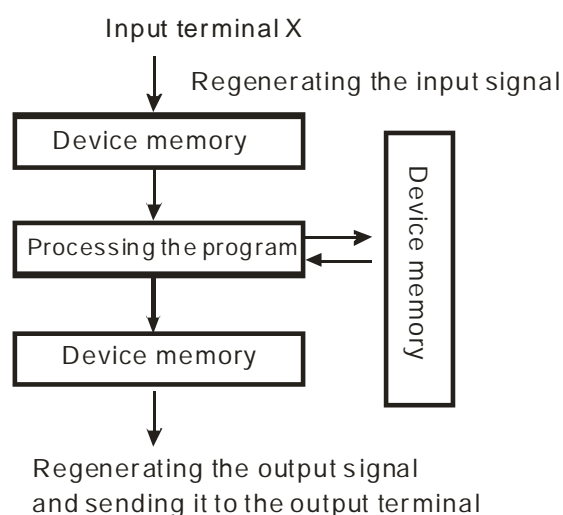 Input terminal X
Regenerating the input signal
Device memory
Processing the program
Device memory
Device memory
Regenerating the output signal
and sending it to the output terminal